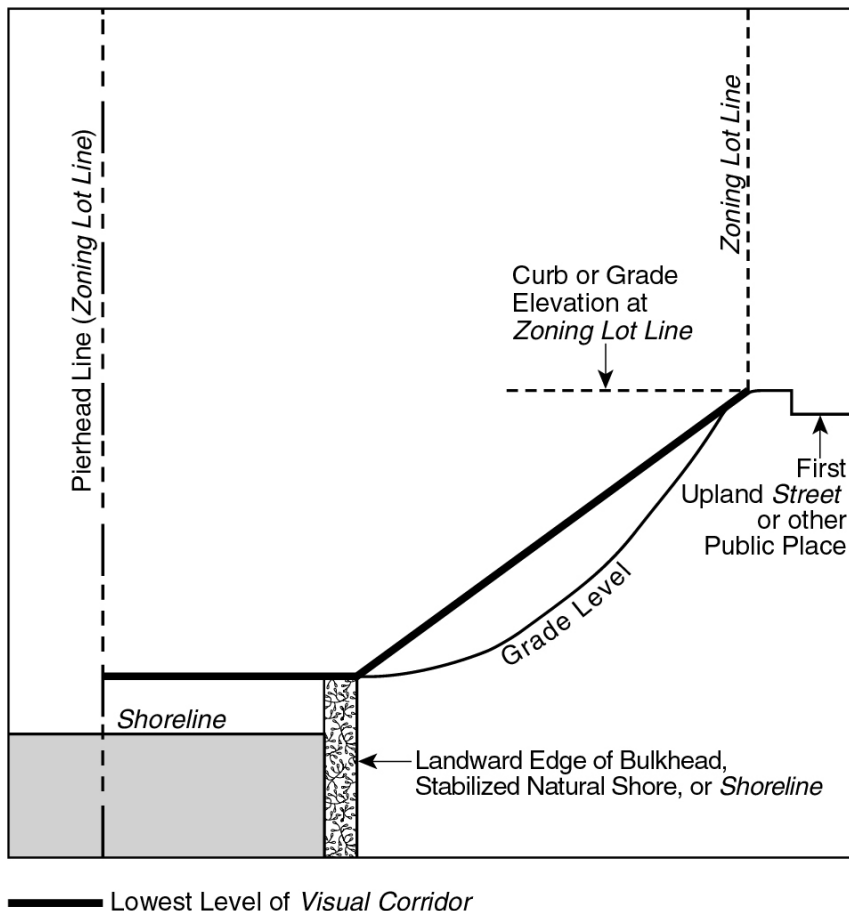 Pierhead Line (Zoning Lot Line)
Zoning Lot Line
Curb or Grade
Elevation at
Zoning Lot Line
First
Upland Street
or other
Public Place
Grade Level
Shoreline
Landward Edge of Bulkhead,
Stabilized Natural Shore, or Shoreline
Lowest Level of Visual Corridor